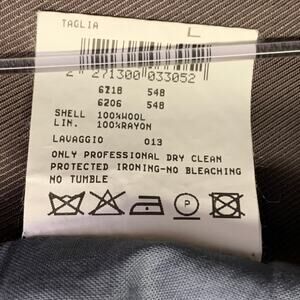 TAGLIA L
2 271300 033052
6218 548
6206 548
SHELL 100%WOOL
LIN. 100%RAYON
LAVAGGIO 013
ONLY PROFESSIONAL DRY CLEAN
PROTECTED IRONING-NO BLEACHING
NO TUMBLE
P